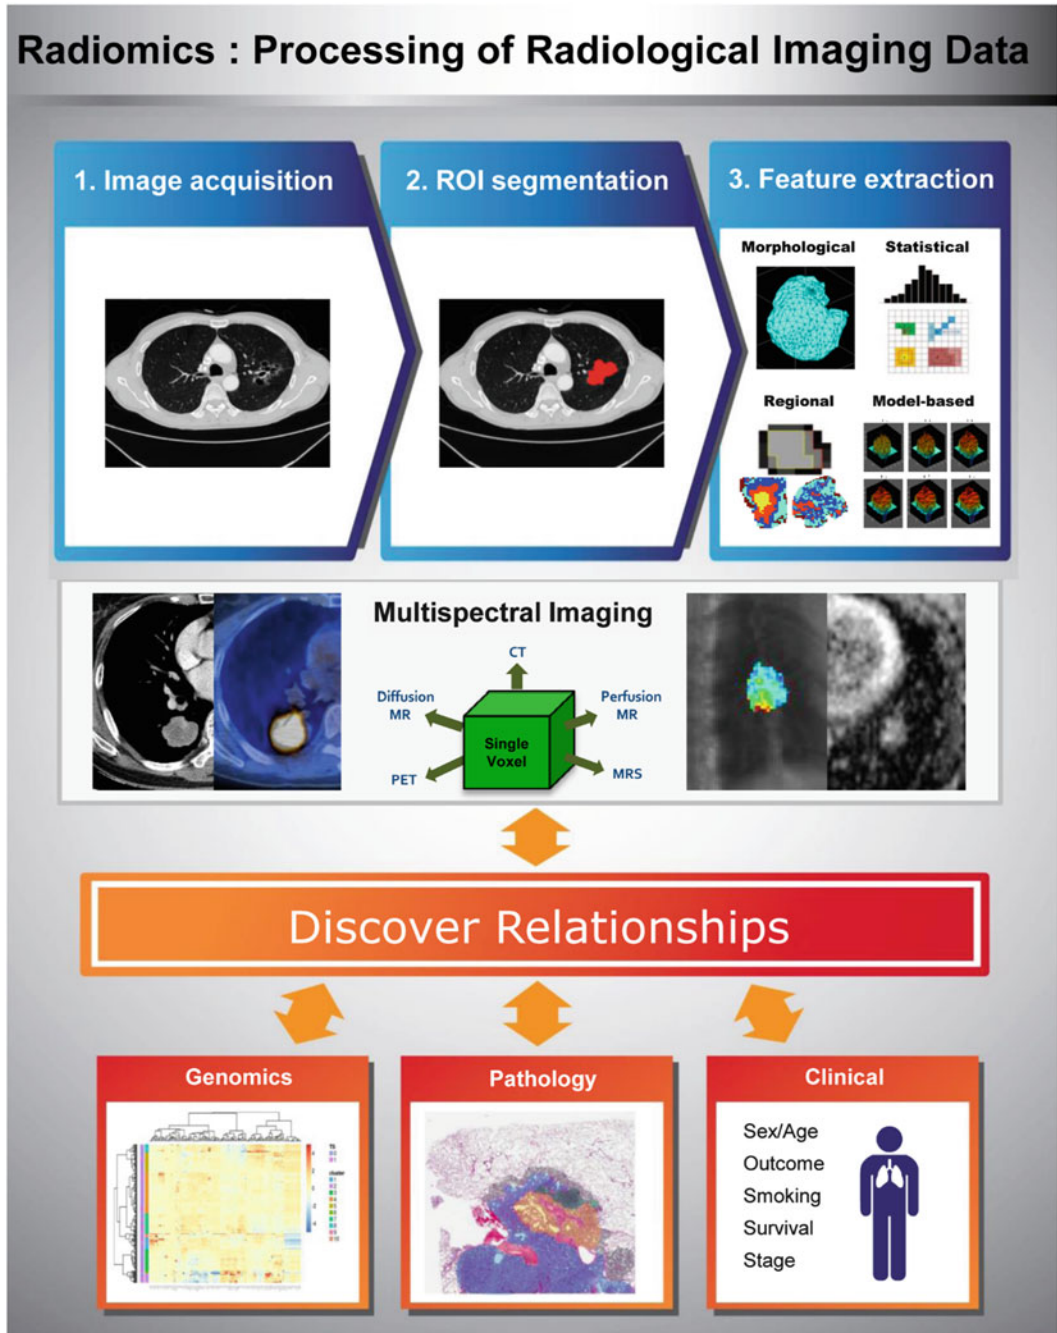 Radiomics : Processing of Radiological Imaging Data
1. Image acquisition
2. ROI segmentation
3. Feature extraction
Morphological
Statistical
Regional
Model-based
Multispectral Imaging
CT
Diffusion
MR
Perfusion
MR
Single
Voxel
PET
MRS
Discover Relationships
Genomics
Pathology
Clinical
cluster
Sex/Age
Outcome
Smoking
Survival
Stage